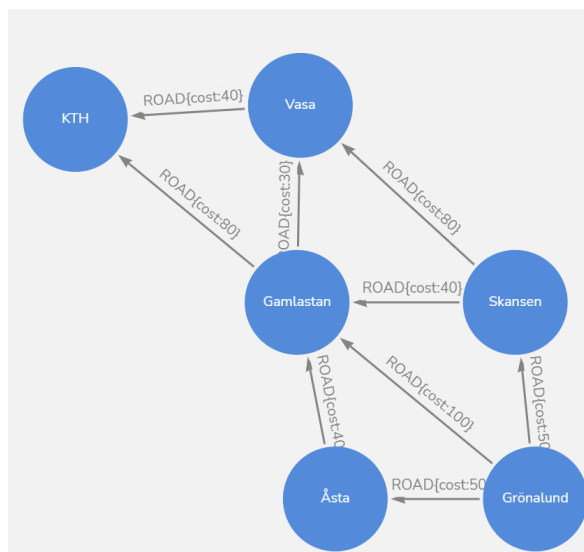 KTH
ROAD{cost:40}
Vasa
ROAD{cost:80}
ROAD{cost:30}
ROAD{cost:80}
Gamlastan
ROAD{cost:40}
Skansen
ROAD{cost:40
ROAD{cost:100}
ROAD{cost:50
Åsta
ROAD{cost:50
Grönalund